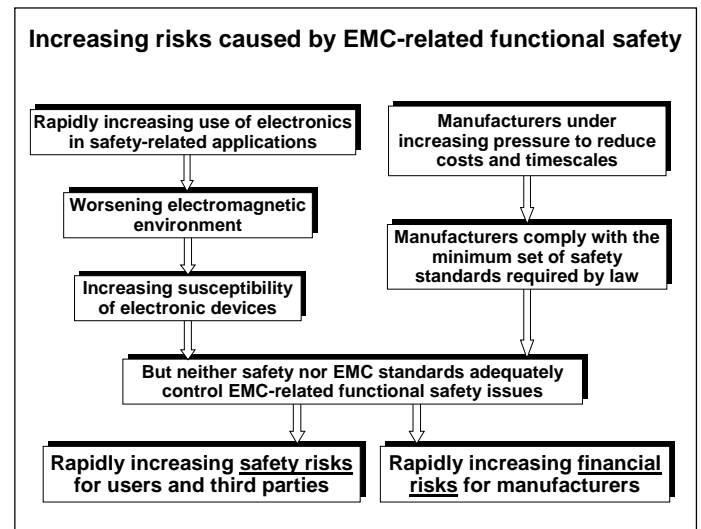 Increasing risks caused by EMC-related functional safety
Rapidly increasing use of electronics
in safety-related applications
Manufacturers under
increasing pressure to reduce
costs and timescales
Worsening electromagnetic
environment
Manufacturers comply with the
minimum set of safety
standards required by law
Increasing susceptibility
of electronic devices
But neither safety nor EMC standards adequately
control EMC-related functional safety issues
Rapidly increasing safety risks
for users and third parties
Rapidly increasing financial
risks for manufacturers